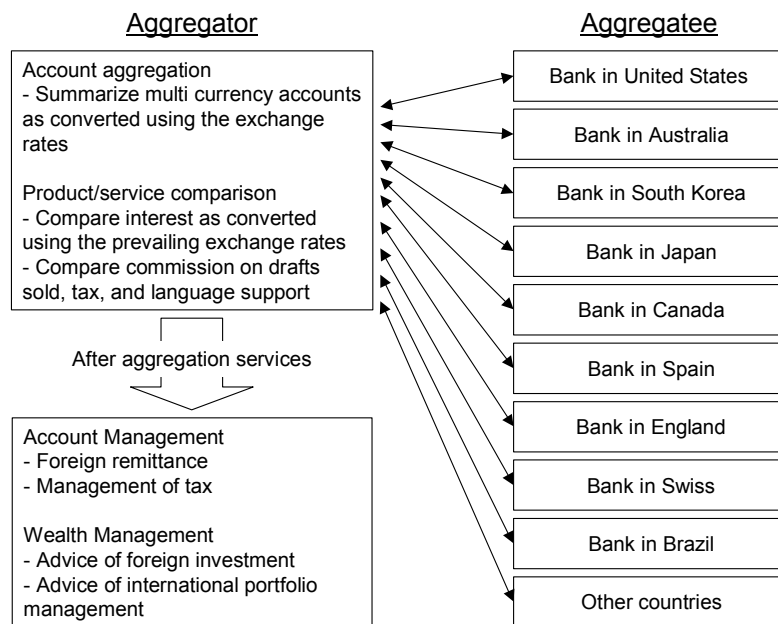 Aggregator
Account aggregation
- Summarize multi currency accounts
as converted using the exchange
rates
Product/service comparison
- Compare interest as converted
using the prevailing exchange rates
- Compare commission on drafts
sold, tax, and language support
After aggregation services
Account Management
- Foreign remittance
- Management of tax
Wealth Management
- Advice of foreign investment
- Advice of international portfolio
management
Aggregatee
Bank in United States
Bank in Australia
Bank in South Korea
Bank in Japan
Bank in Canada
Bank in Spain
Bank in England
Bank in Swiss
Bank in Brazil
Other countries